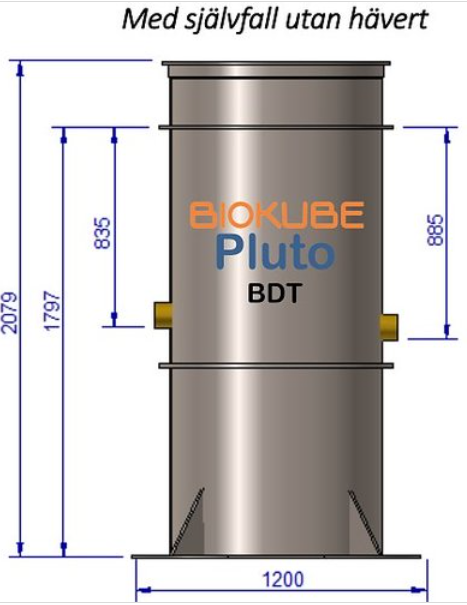 Med självfall utan hävert
BIOKUBE
Pluto
BDT
835
885
2079
1797
1200